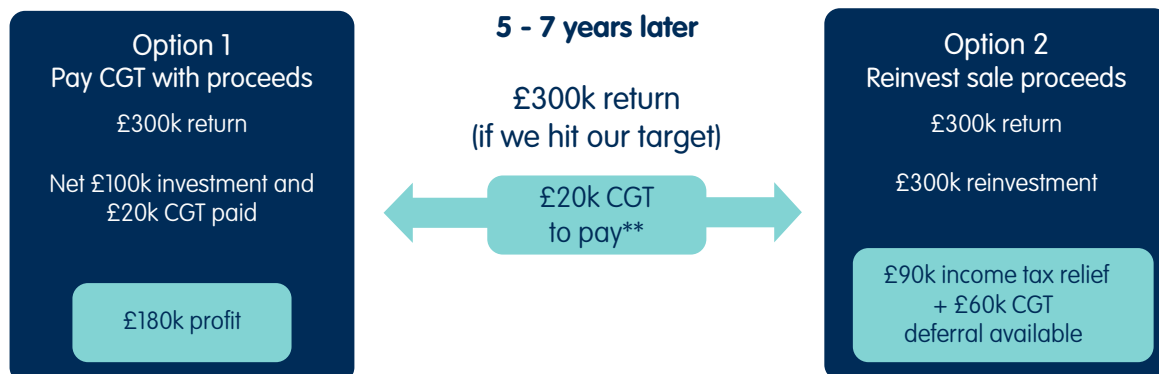 Option 1
Pay CGT with proceeds
£300k return
Net £100k investment and
£20k CGT paid
£180k profit
5 - 7 years later
£300k return
(if we hit our target)
£20k CGT
to pay**
Option 2
Reinvest sale proceeds
£300k return
£300k reinvestment
£90k income tax relief
+ £60k CGT
deferral available